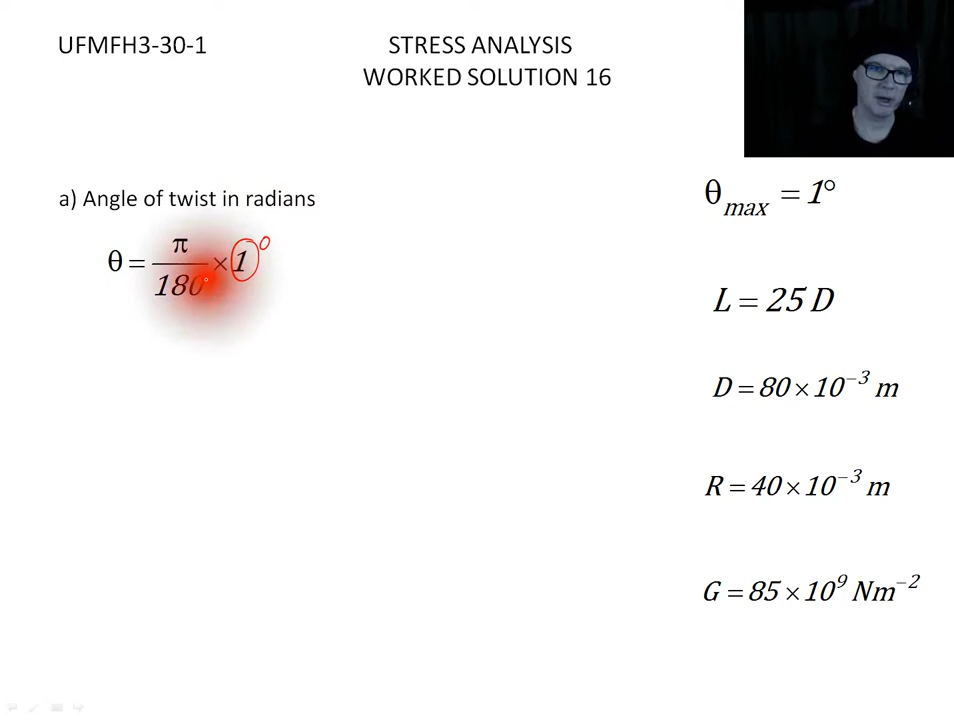 UFMFH3-30-1
STRESS ANALYSIS
WORKED SOLUTION 16
a) Angle of twist in radians
θ = π/180 × 1°
θmax = 1°
L = 25 D
D = 80 × 10⁻³ m
R = 40 × 10⁻³ m
G = 85 × 10⁹ Nm⁻²